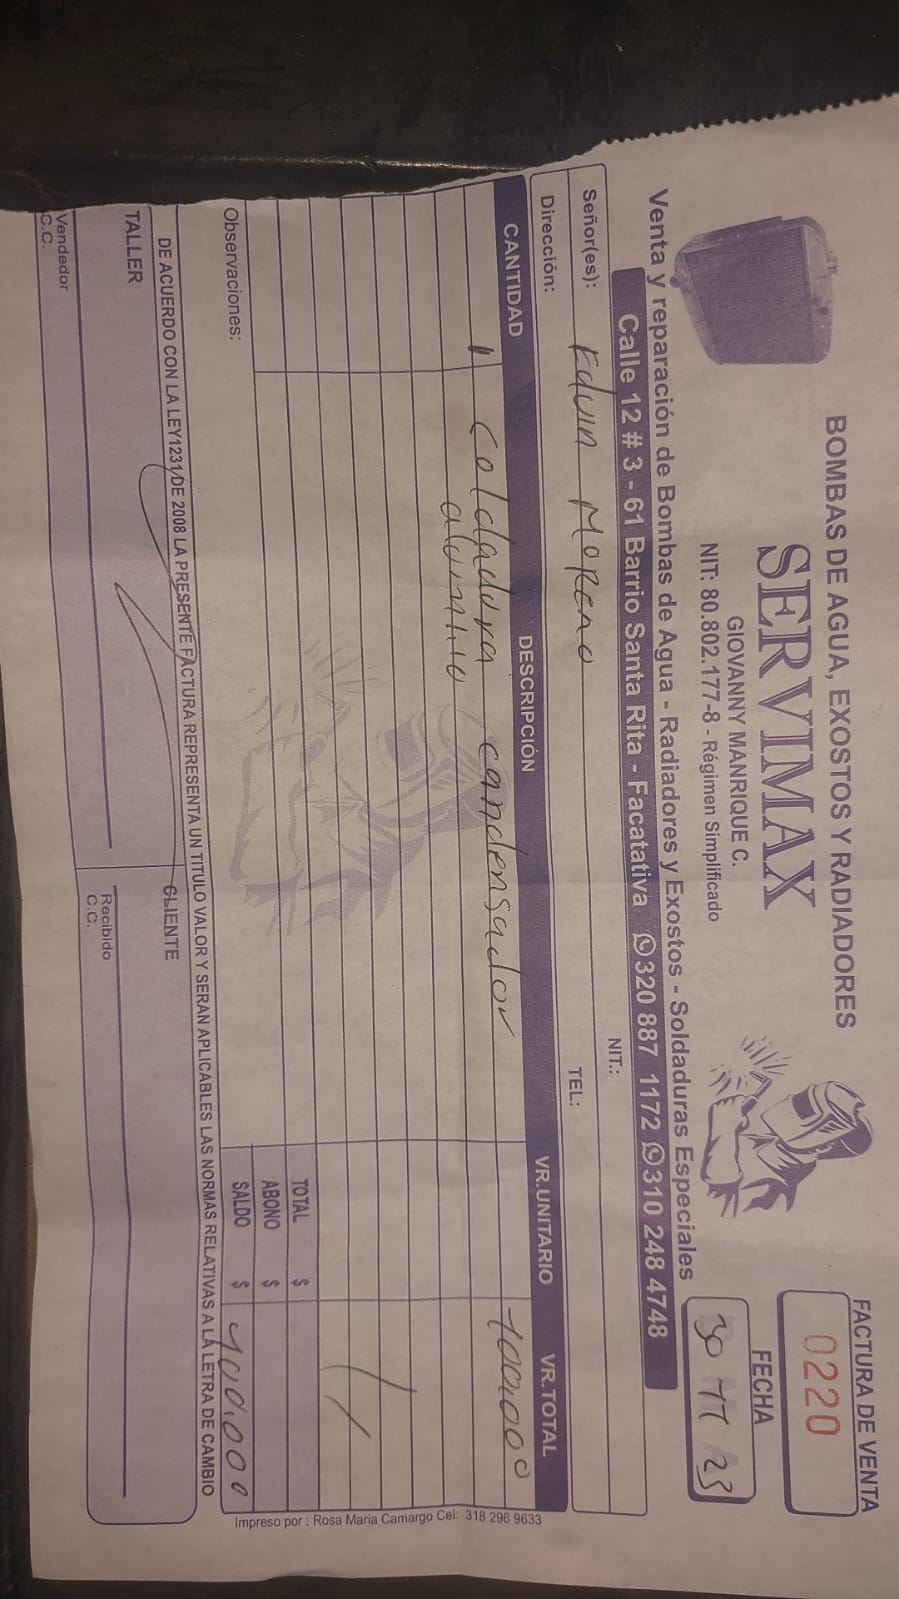 BOMBAS DE AGUA, EXOSTOS Y RADIADORES
SERVIMAX
GIOVANNY MANRIQUE C.
NIT: 80.802.177-8 - Régimen Simplificado
FACTURA DE VENTA
0220
FECHA
30 11 23
Venta y reparación de Bombas de Agua - Radiadores y Exostos - Soldaduras Especiales
Calle 12 # 3 - 61 Barrio Santa Rita - Facatativa 320 887 1172 310 248 4748
Señor(es): Edwin Moreno NIT.:
Dirección: TEL:
CANTIDAD DESCRIPCIÓN VR.UNITARIO VR.TOTAL
1 Soldadura condensador 100.000
aluminio
TOTAL $
ABONO $
Observaciones: SALDO $ 100.000
DE ACUERDO CON LA LEY1231/DE 2008 LA PRESENTE FACTURA REPRESENTA UN TITULO VALOR Y SERAN APLICABLES LAS NORMAS RELATIVAS A LA LETRA DE CAMBIO
TALLER CLIENTE
Vendedor Recibido
C.C. C.C.
Impreso por : Rosa Maria Camargo Cel: 318 296 9633